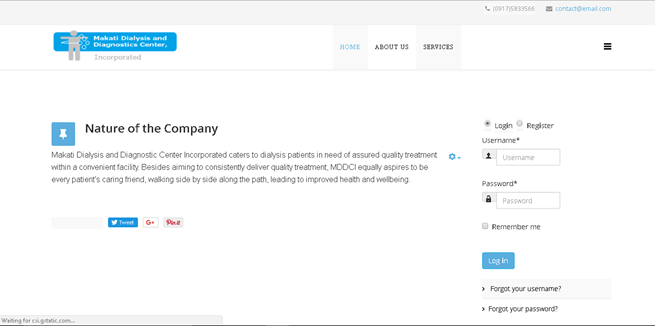 (0917)5839566 contact@email.com
Makati Dialysis and
Diagnostics Center,
Incorporated
HOME ABOUT US SERVICES
Nature of the Company
Makati Dialysis and Diagnostic Center Incorporated caters to dialysis patients in need of assured quality treatment
within a convenient facility. Besides aiming to consistently deliver quality treatment, MDDCI equally aspires to be
every patient's caring friend, walking side by side along the path, leading to improved health and wellbeing.
Tweet G+ Pin it
Login Register
Username*
Username
Password*
Password
Remember me
Log in
Forgot your username?
Forgot your password?
Waiting for csi.gstatic.com...